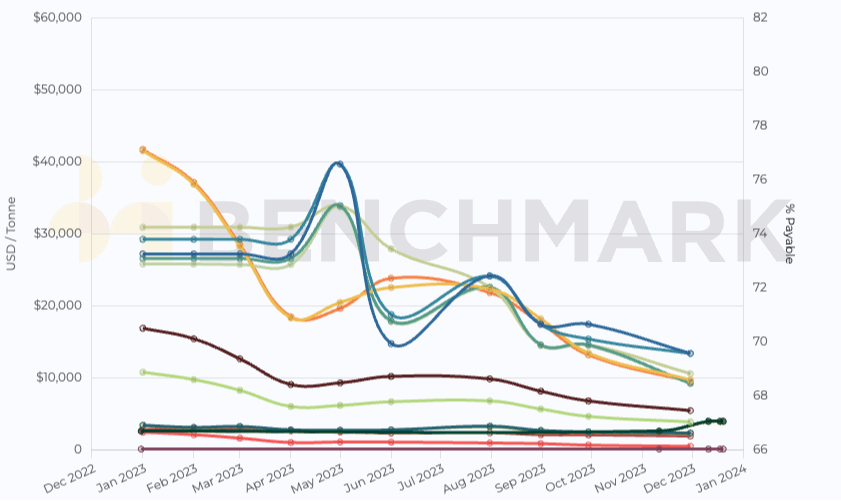 $60,000
$50,000
$40,000
$30,000
$20,000
$10,000
0
USD / Tonne
BENCHMARK
82
80
78
76
74
72
70
68
66
% Payable
Dec 2022
Jan 2023
Feb 2023
Mar 2023
Apr 2023
May 2023
Jun 2023
Jul 2023
Aug 2023
Sep 2023
Oct 2023
Nov 2023
Dec 2023
Jan 2024